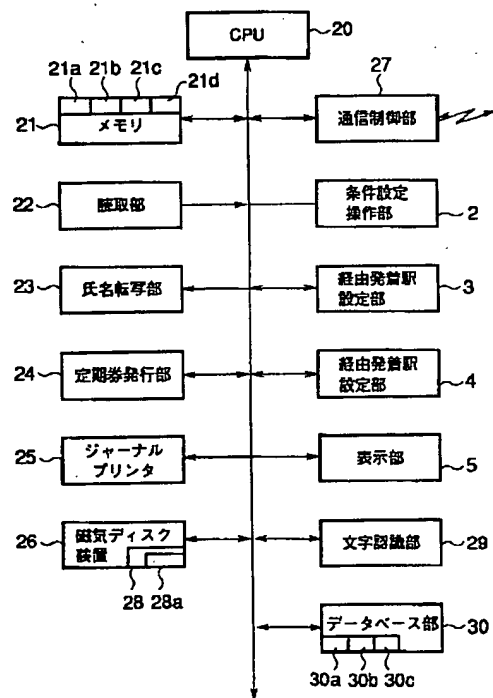 CPU
20
21a
21b
21c
21d
21
メモリ
27
通信制御部
22
読取部
条件設定
操作部
2
23
氏名転写部
経由発着駅
設定部
3
24
定期券発行部
経由発着駅
設定部
4
25
ジャーナル
プリンタ
表示部
5
26
磁気ディスク
装置
28
28a
文字認識部
29
データベース部
30
30a
30b
30c